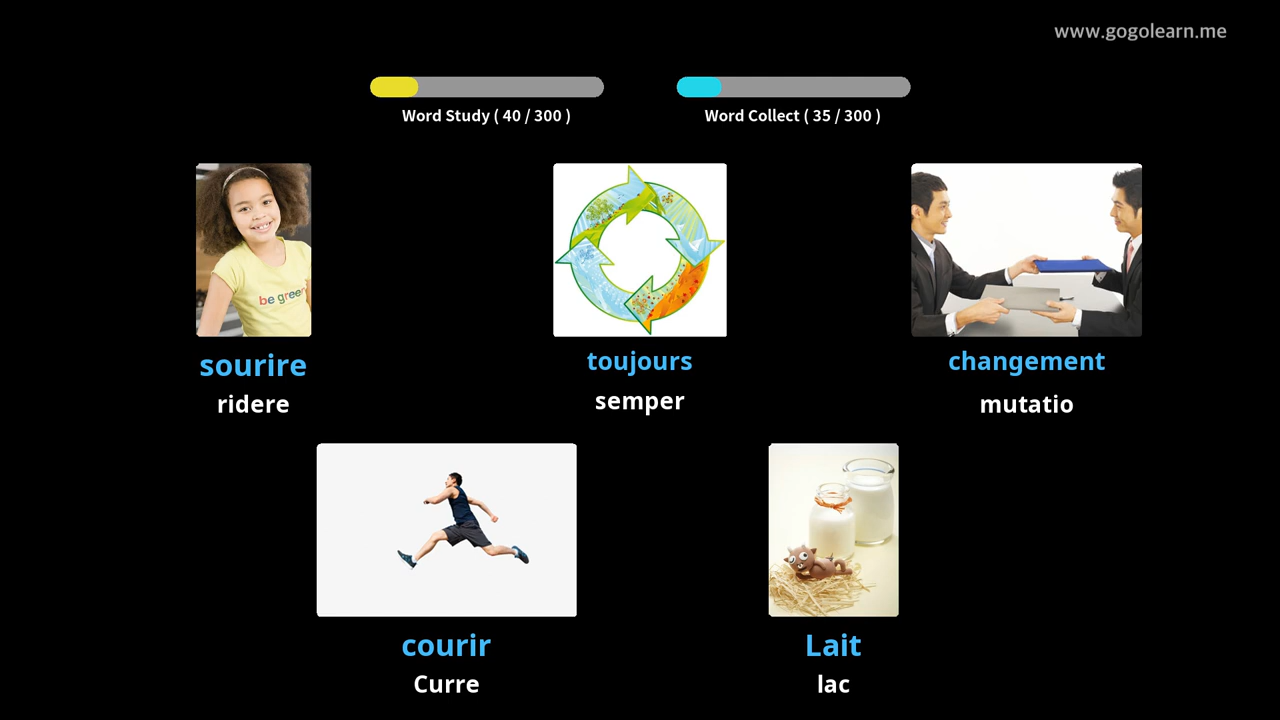 www.gogolearn.me
Word Study ( 40 / 300 )
Word Collect ( 35 / 300 )
be green
sourire
ridere
toujours
semper
changement
mutatio
courir
Curre
Lait
lac